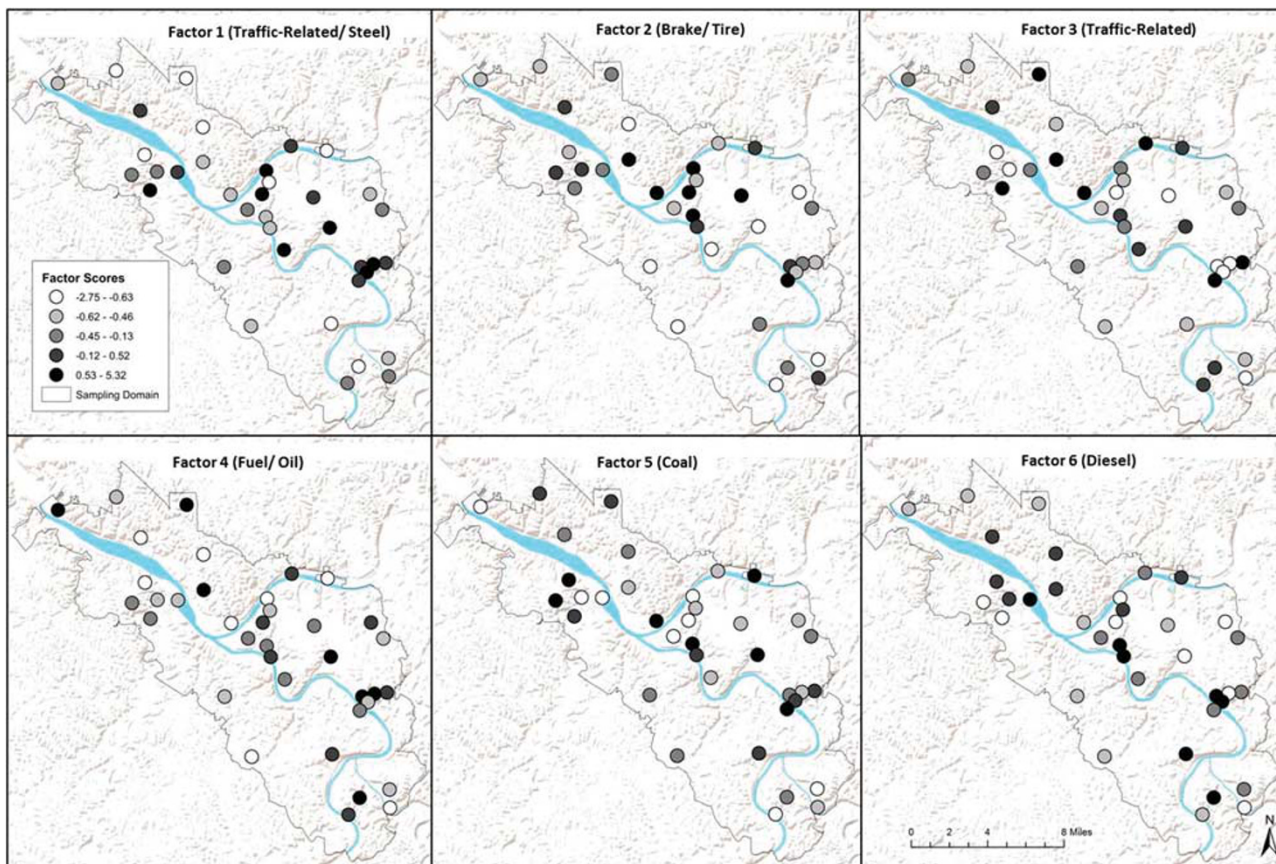 Factor 1 (Traffic-Related/ Steel)
Factor 2 (Brake/ Tire)
Factor 3 (Traffic-Related)
Factor Scores
-2.75 - -0.63
-0.62 - -0.46
-0.45 - -0.13
-0.12 - 0.52
0.53 - 5.32
Sampling Domain
Factor 4 (Fuel/ Oil)
Factor 5 (Coal)
Factor 6 (Diesel)
0 2 4 8 Miles
N